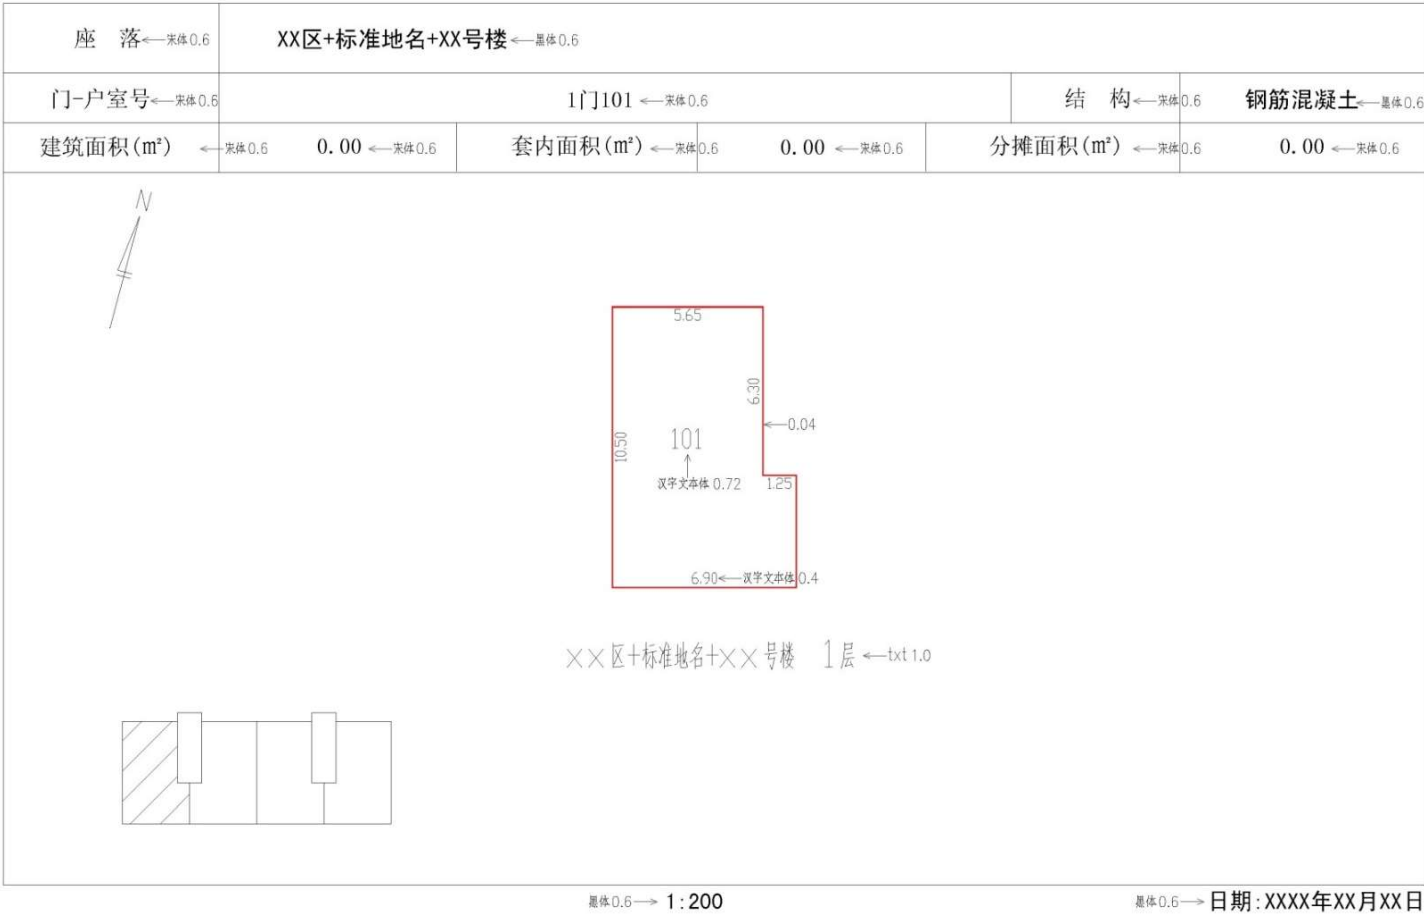 座 落←宋体0.6 XX区+标准地名+XX号楼←黑体0.6
门-户室号←宋体0.6 1门101←宋体0.6 结 构←宋体0.6 钢筋混凝土←黑体0.6
建筑面积(㎡)←宋体0.6 0.00←宋体0.6 套内面积(㎡)←宋体0.6 0.00←宋体0.6 分摊面积(㎡)←宋体0.6 0.00←宋体0.6
N
5.65
6.30
←0.04
10.50
101
汉字文本体 0.72
1.25
6.90←汉字文本体 0.4
XX区+标准地名+XX号楼 1层←txt 1.0
黑体0.6→1:200
黑体0.6→日期:XXXX年XX月XX日